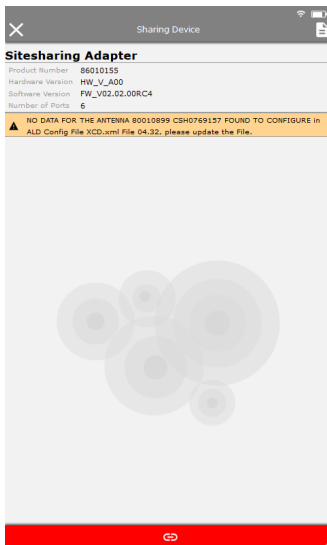 Sharing Device
Sitesharing Adapter
Product Number 86010155
Hardware Version HW_V_A00
Software Version FW_V02.02.00RC4
Number of Ports 6
NO DATA FOR THE ANTENNA 80010899 CSH0769157 FOUND TO CONFIGURE in
ALD Config File XCD.xml File 04.32, please update the File.